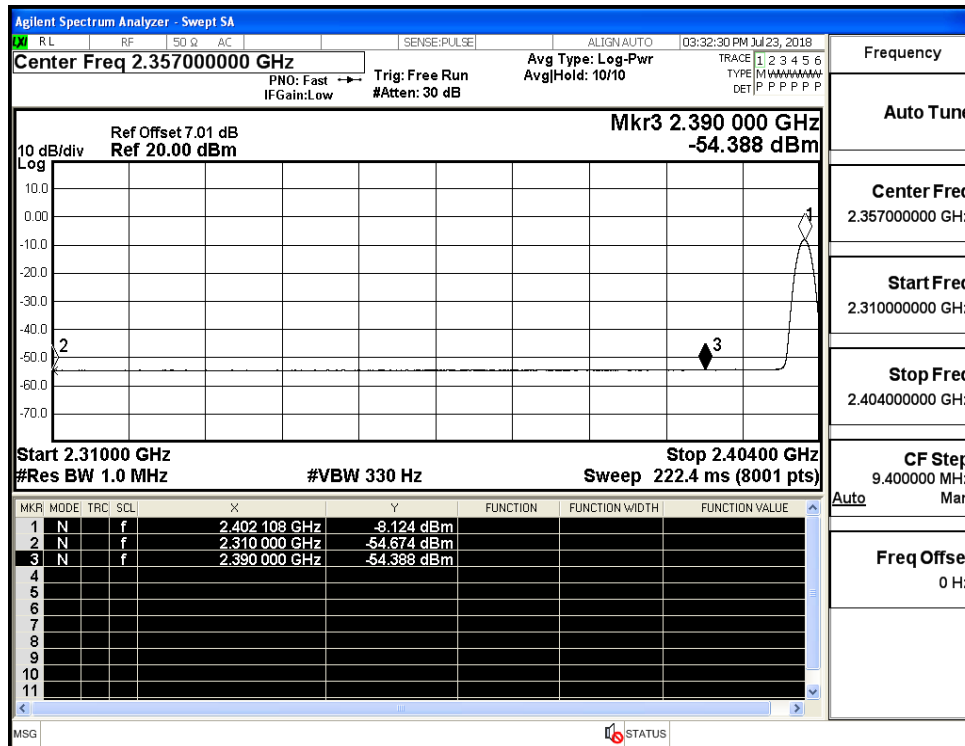 Agilent Spectrum Analyzer - Swept SA
LXI RL RF 50 Ω AC SENSE:PULSE ALIGN AUTO 03:32:30 PM Jul 23, 2018
Center Freq 2.357000000 GHz
PNO: Fast
IFGain:Low
Trig: Free Run
#Atten: 30 dB
Avg Type: Log-Pwr
Avg|Hold: 10/10
TRACE 1 2 3 4 5 6
TYPE M WWWWW
DET P P P P P P
Mkr3 2.390 000 GHz
-54.388 dBm
Ref Offset 7.01 dB
10 dB/div Ref 20.00 dBm
Log
10.0
0.00
-10.0
-20.0
-30.0
-40.0
-50.0
-60.0
-70.0
1
2
3
Start 2.31000 GHz Stop 2.40400 GHz
#Res BW 1.0 MHz #VBW 330 Hz Sweep 222.4 ms (8001 pts)
MKR MODE TRC SCL X Y FUNCTION FUNCTION WIDTH FUNCTION VALUE
1 N f 2.402 108 GHz -8.124 dBm
2 N f 2.310 000 GHz -54.674 dBm
3 N f 2.390 000 GHz -54.388 dBm
4
5
6
7
8
9
10
11
MSG STATUS
Frequency
Auto Tune
Center Freq
2.357000000 GHz
Start Freq
2.310000000 GHz
Stop Freq
2.404000000 GHz
CF Step
9.400000 MHz
Auto Man
Freq Offset
0 Hz